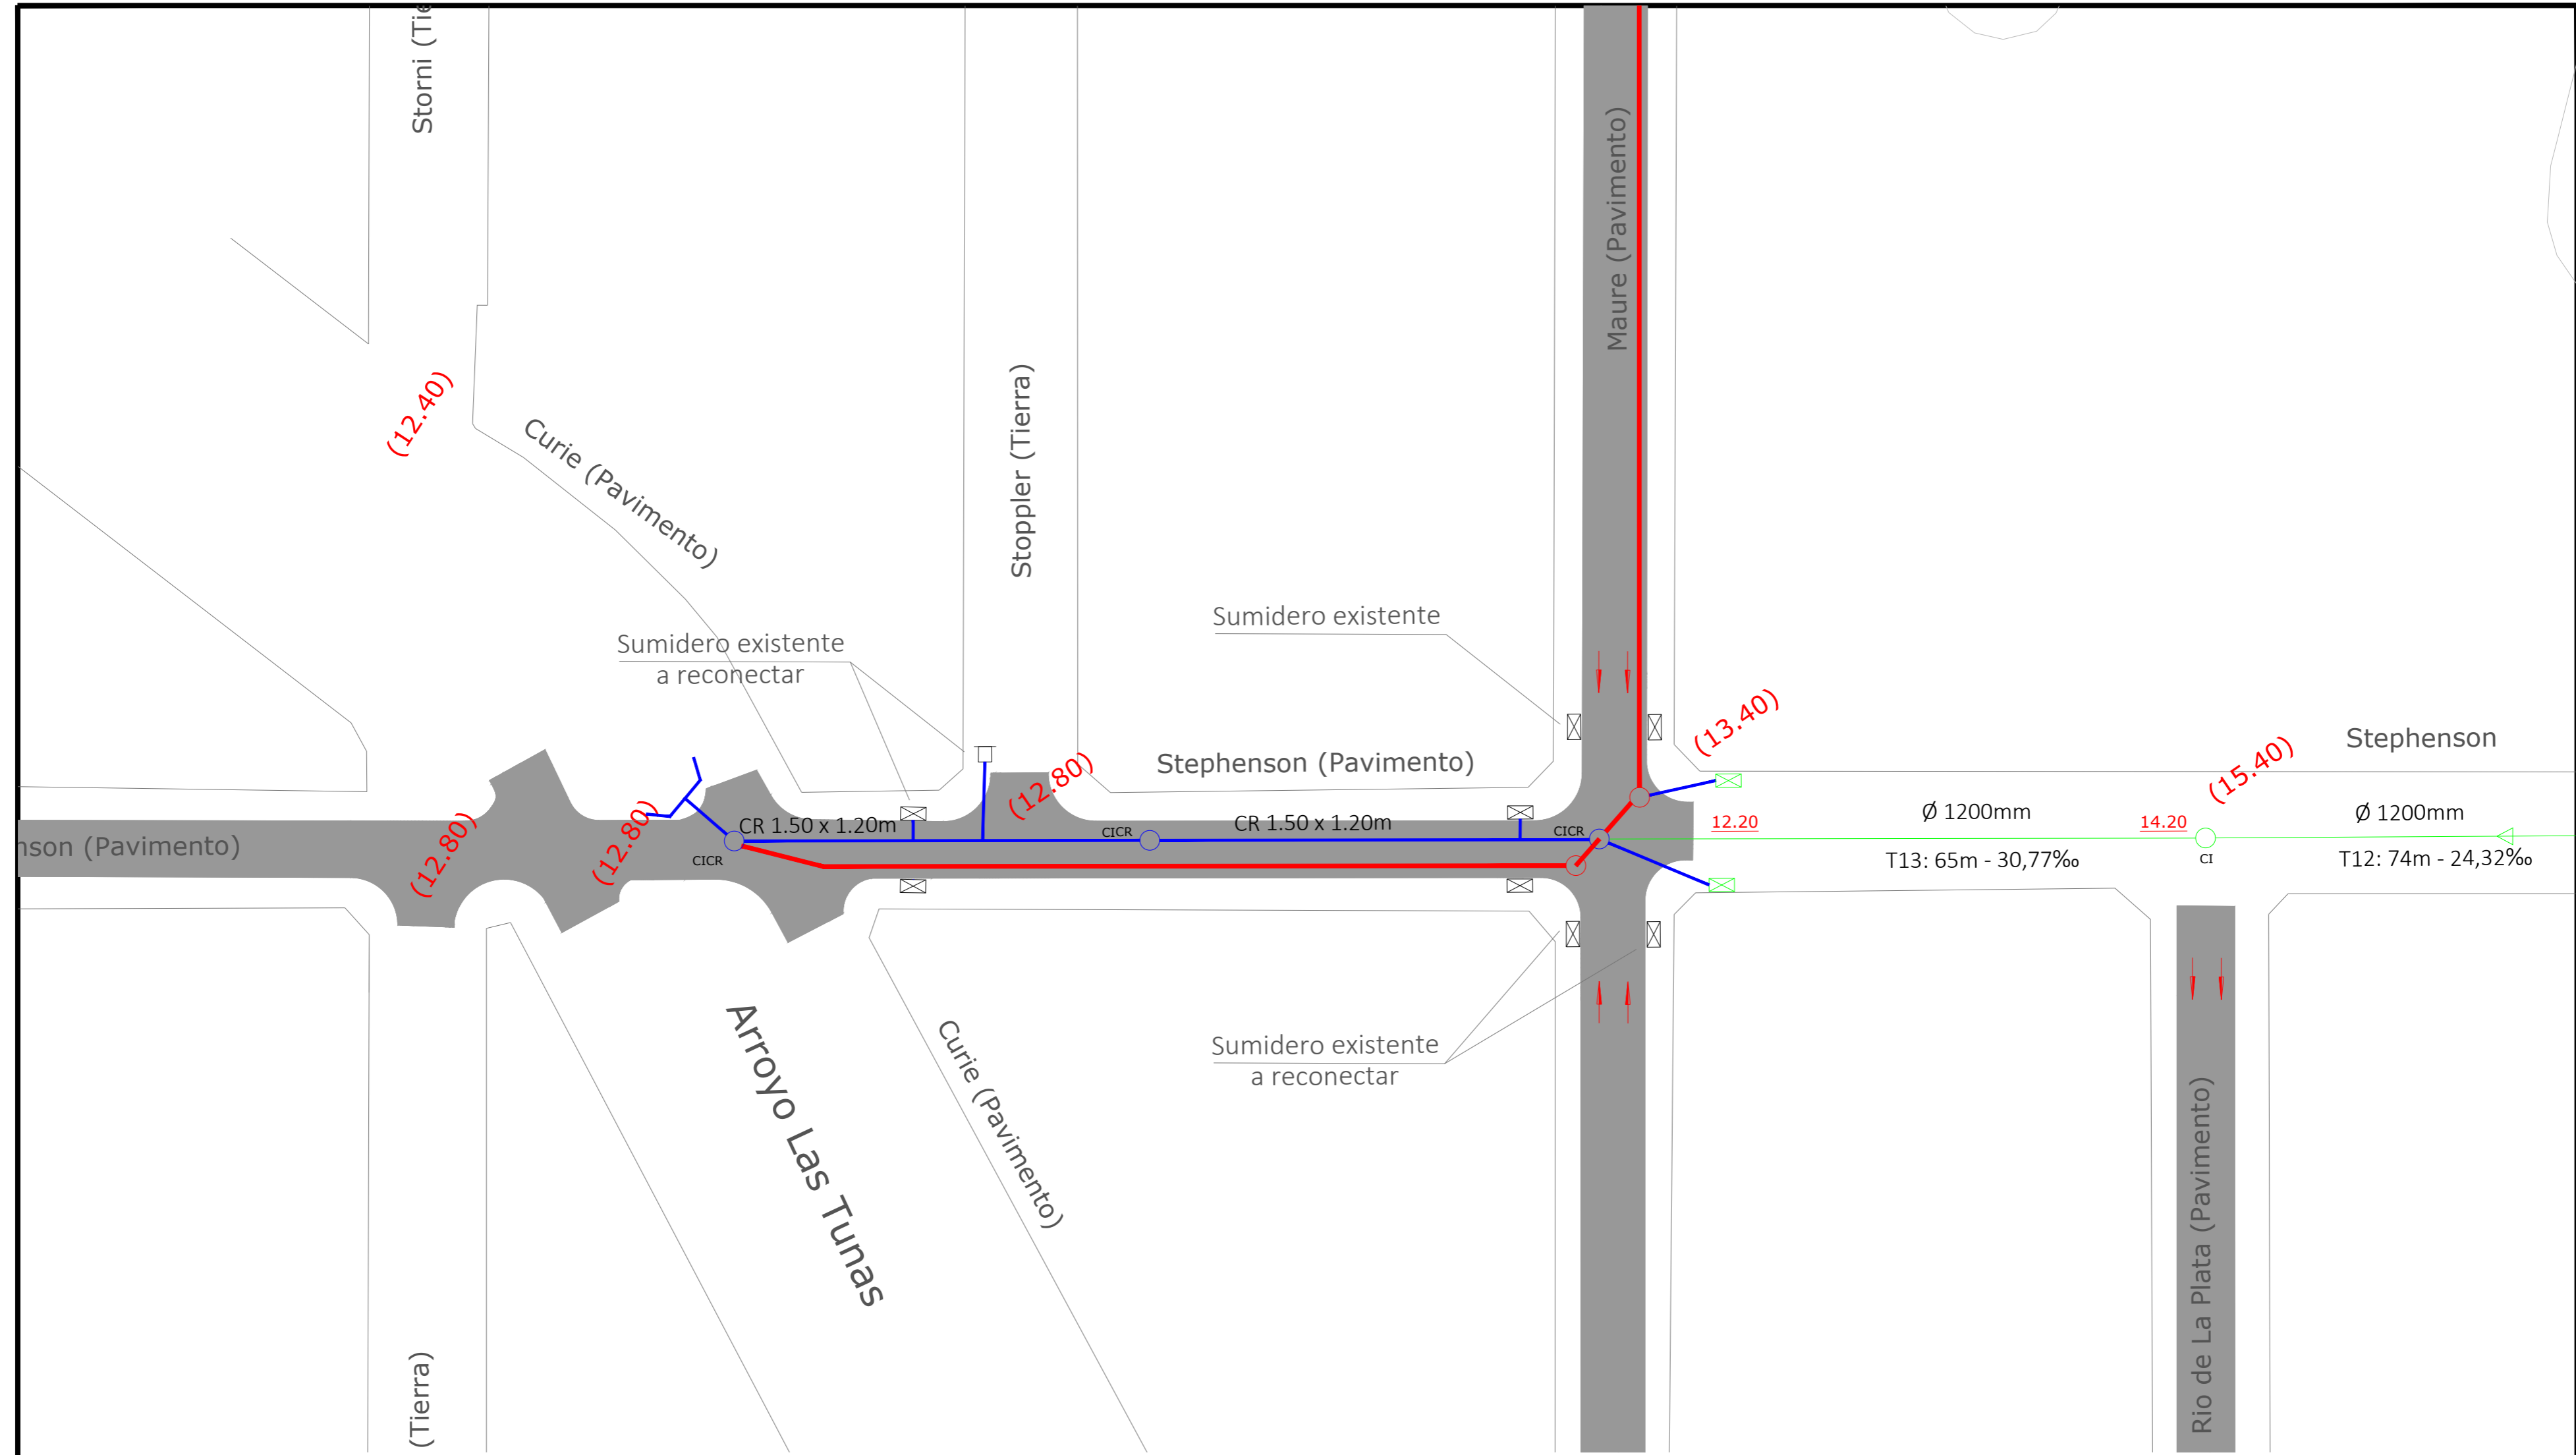 Storni (Tie
Maure (Pavimento)
(12.40)
Curie (Pavimento)
Stoppler (Tierra)
Sumidero existente
Sumidero existente
a reconectar
(13.40)
Stephenson
(15.40)
Stephenson (Pavimento)
(12.80)
(12.80)
(12.80)
CR 1.50 x 1.20m
CR 1.50 x 1.20m
CICR
CICR
CICR
12.20
Ø 1200mm
14.20
Ø 1200mm
nson (Pavimento)
T13: 65m - 30,77‰
CI
T12: 74m - 24,32‰
Arroyo Las Tunas
Curie (Pavimento)
Sumidero existente
a reconectar
Rio de La Plata (Pavimento)
(Tierra)